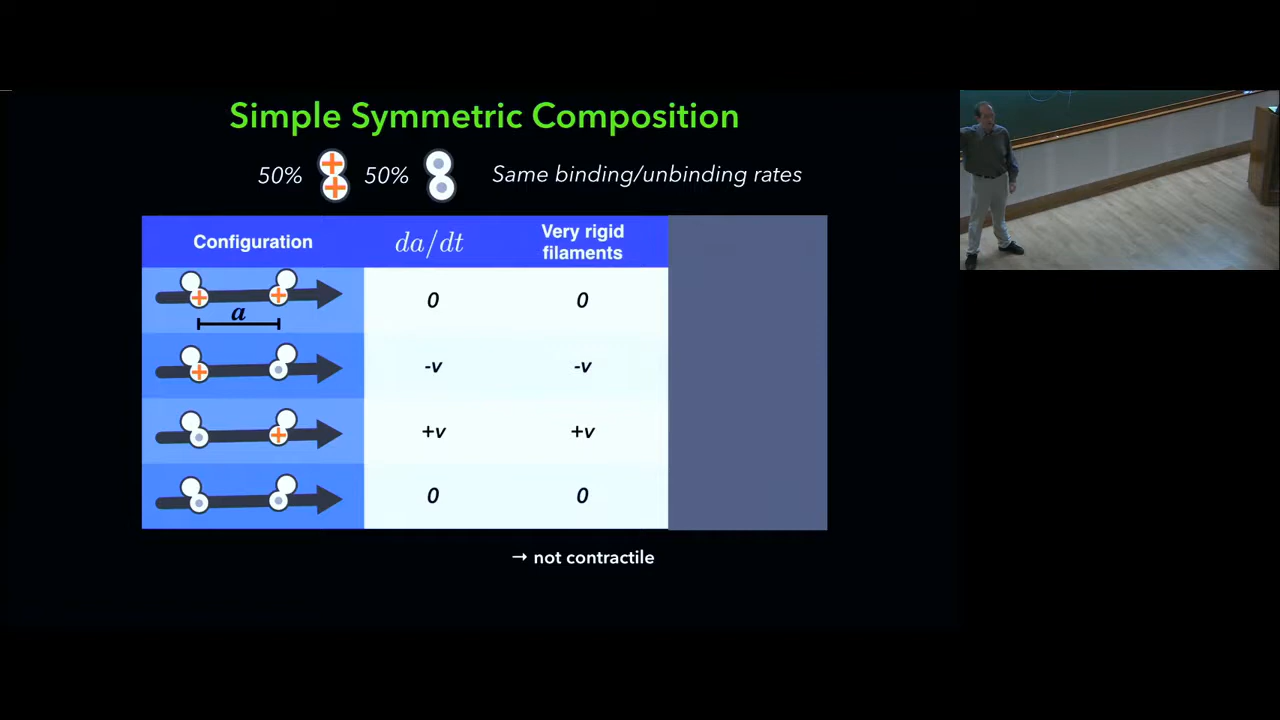 Simple Symmetric Composition
50% 50% Same binding/unbinding rates
Configuration da/dt Very rigid filaments
a 0 0
-v -v
+v +v
0 0
→ not contractile